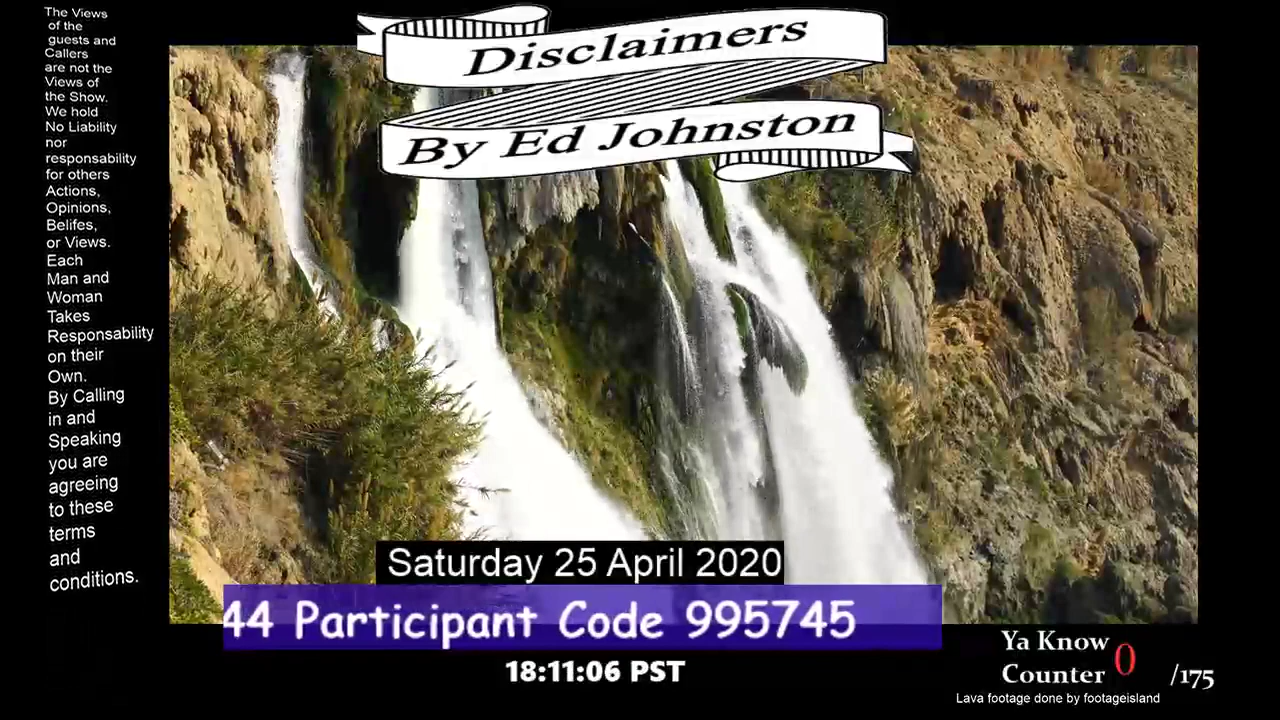 The Views
of the
guests and
Callers
are not the
Views of
the Show.
We hold
No Liability
nor
responsability
for others
Actions,
Opinions,
Belifes,
or Views.
Each
Man and
Woman
Takes
Responsability
on their
Own.
By Calling
in and
Speaking
you are
agreeing
to these
terms
and
conditions.
Disclaimers
By Ed Johnston
Saturday 25 April 2020
44 Participant Code 995745
18:11:06 PST
Ya Know
Counter 0 /175
Lava footage done by footageisland